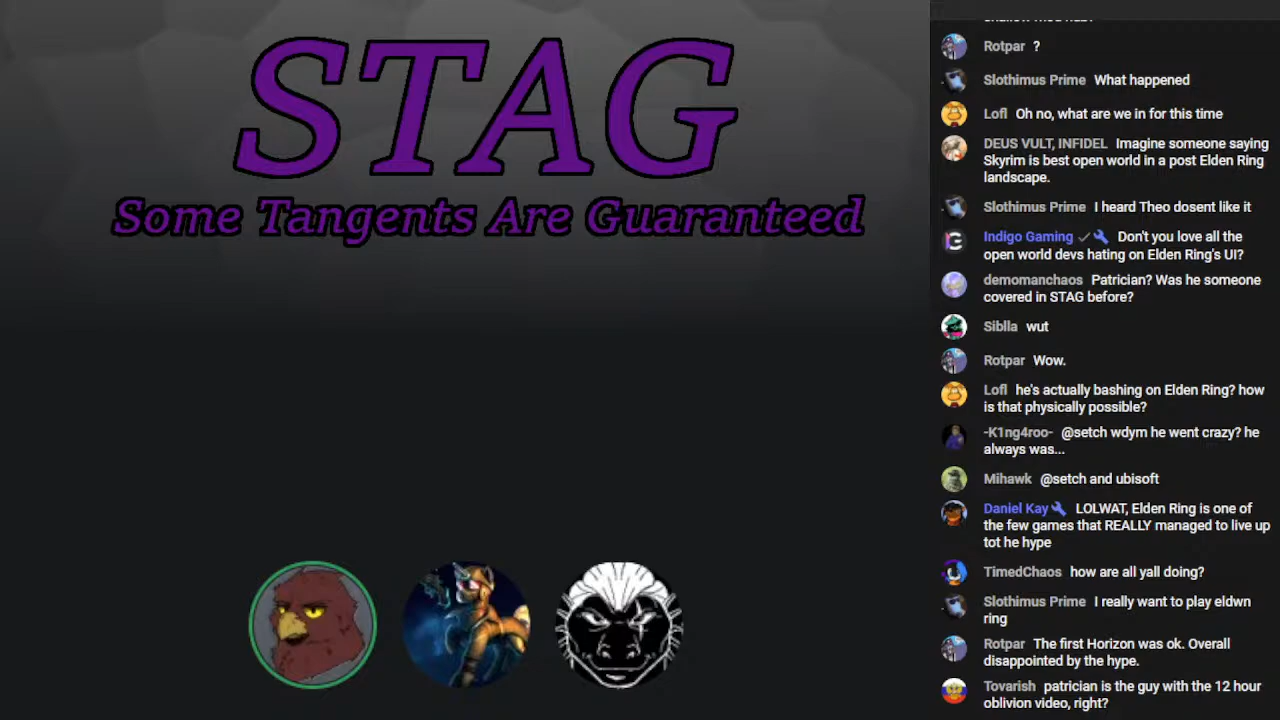 STAG
Some Tangents Are Guaranteed
Rotpar ?
Slothimus Prime What happened
Lofl Oh no, what are we in for this time
DEUS VULT, INFIDEL Imagine someone saying
Skyrim is best open world in a post Elden Ring
landscape.
Slothimus Prime I heard Theo dosent like it
Indigo Gaming Don't you love all the
open world devs hating on Elden Ring's UI?
demomanchaos Patrician? Was he someone
covered in STAG before?
Siblla wut
Rotpar Wow.
Lofl he's actually bashing on Elden Ring? how
is that physically possible?
-K1ng4roo- @setch wdym he went crazy? he
always was...
Mihawk @setch and ubisoft
Daniel Kay LOLWAT, Elden Ring is one of
the few games that REALLY managed to live up
tot he hype
TimedChaos how are all yall doing?
Slothimus Prime I really want to play eldwn
ring
Rotpar The first Horizon was ok. Overall
disappointed by the hype.
Tovarish patrician is the guy with the 12 hour
oblivion video, right?